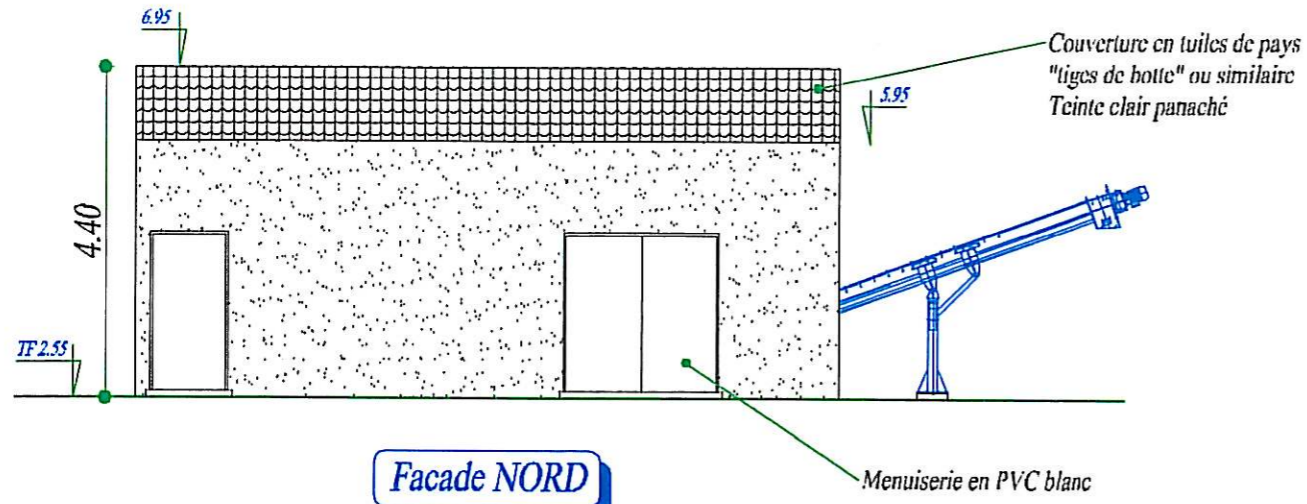 6.95
Couverture en tuiles de pays
"tiges de botte" ou similaire
Teinte clair panaché
5.95
4.40
TF 2.55
Facade NORD
Menuiserie en PVC blanc